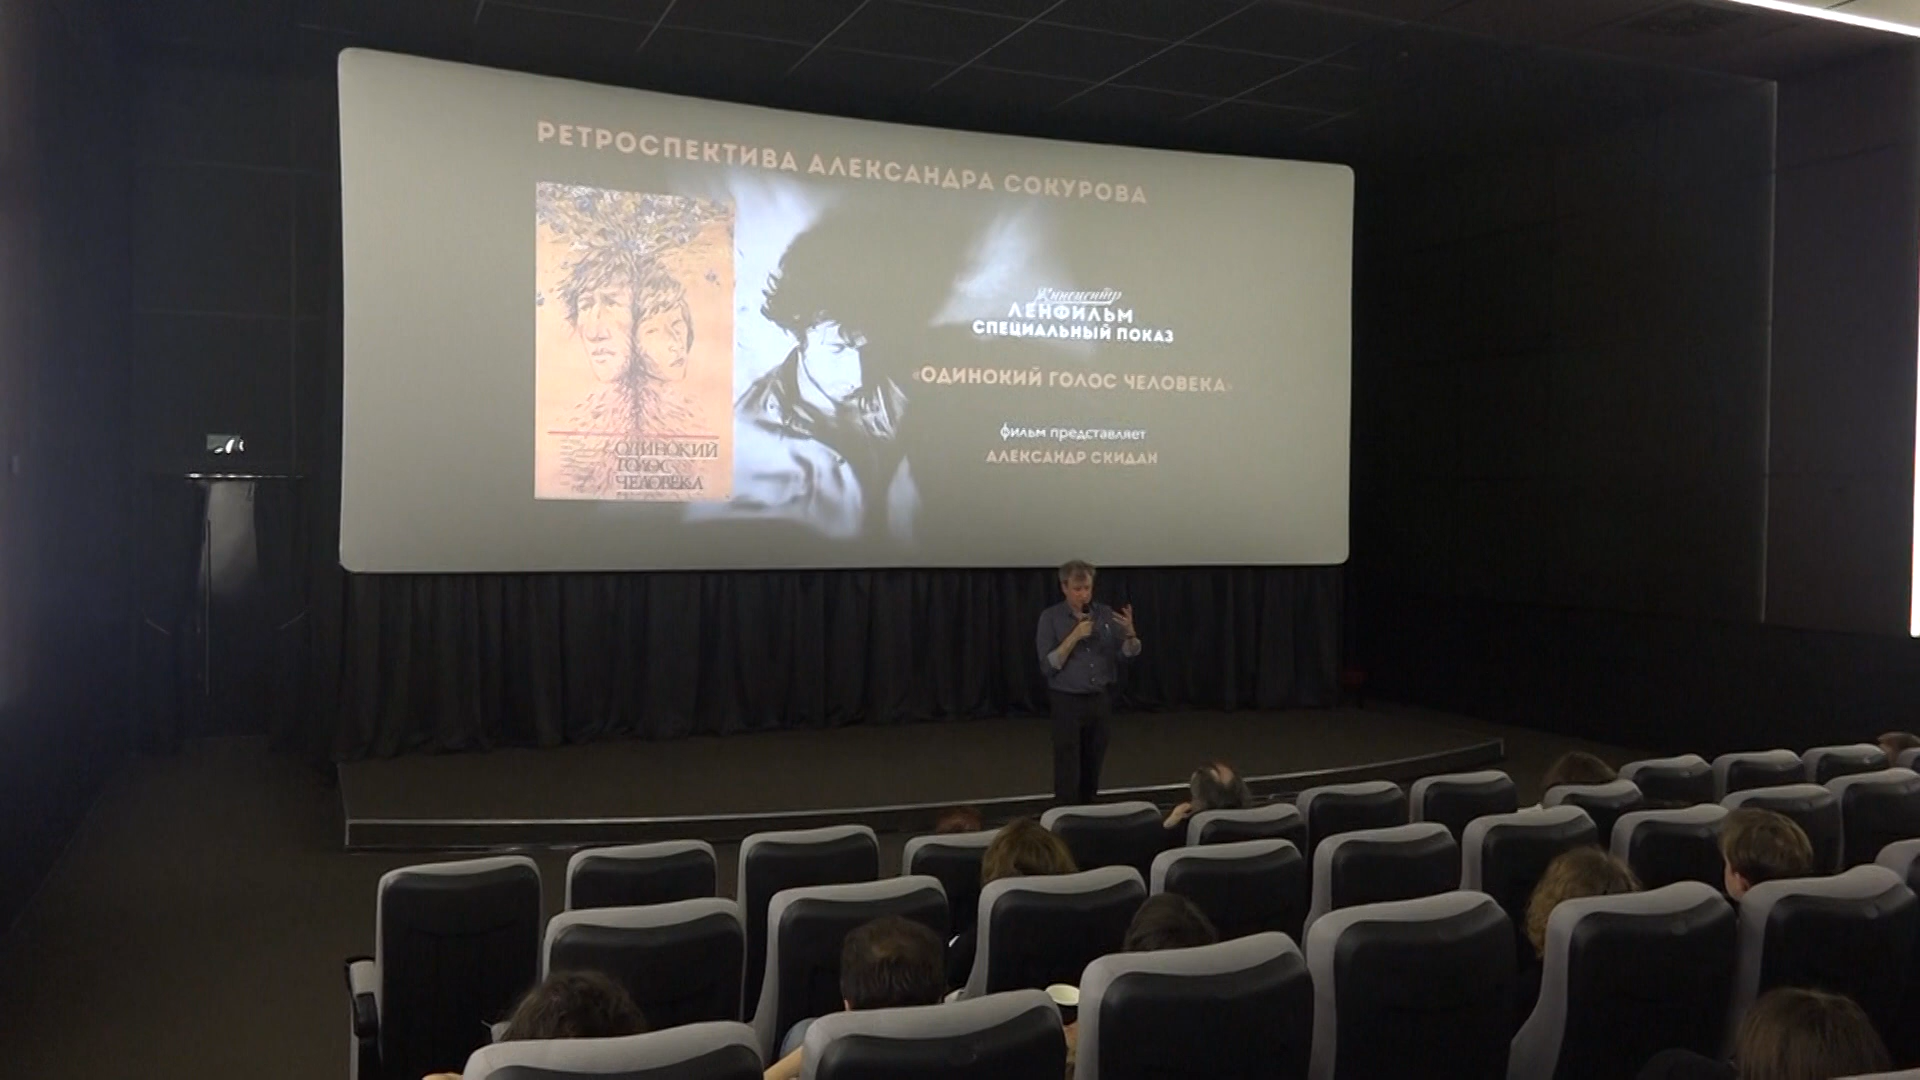 РЕТРОСПЕКТИВА АЛЕКСАНДРА СОКУРОВА
Киноцентр
ЛЕНФИЛЬМ
СПЕЦИАЛЬНЫЙ ПОКАЗ
«ОДИНОКИЙ ГОЛОС ЧЕЛОВЕКА»
фильм представляет
АЛЕКСАНДР СКИДАН
ОДИНОКИЙ
ГОЛОС
ЧЕЛОВЕКА